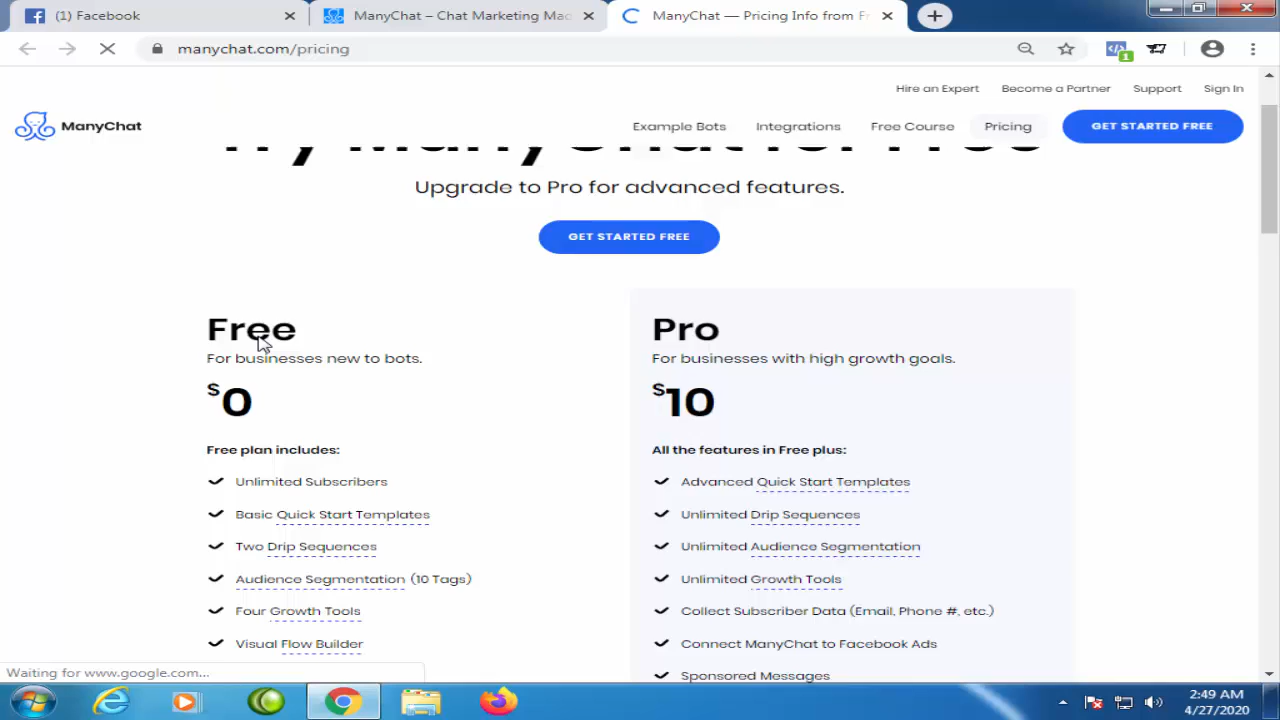 (1) Facebook
ManyChat – Chat Marketing Mac
ManyChat — Pricing Info from F
manychat.com/pricing
1
Hire an Expert Become a Partner Support Sign In
ManyChat
Example Bots Integrations Free Course Pricing GET STARTED FREE
Try ManyChat for Free
Upgrade to Pro for advanced features.
GET STARTED FREE
Free
For businesses new to bots.
$0
Free plan includes:
Unlimited Subscribers
Basic Quick Start Templates
Two Drip Sequences
Audience Segmentation (10 Tags)
Four Growth Tools
Visual Flow Builder
Pro
For businesses with high growth goals.
$10
All the features in Free plus:
Advanced Quick Start Templates
Unlimited Drip Sequences
Unlimited Audience Segmentation
Unlimited Growth Tools
Collect Subscriber Data (Email, Phone #, etc.)
Connect ManyChat to Facebook Ads
Sponsored Messages
Waiting for www.google.com...
2:49 AM
4/27/2020